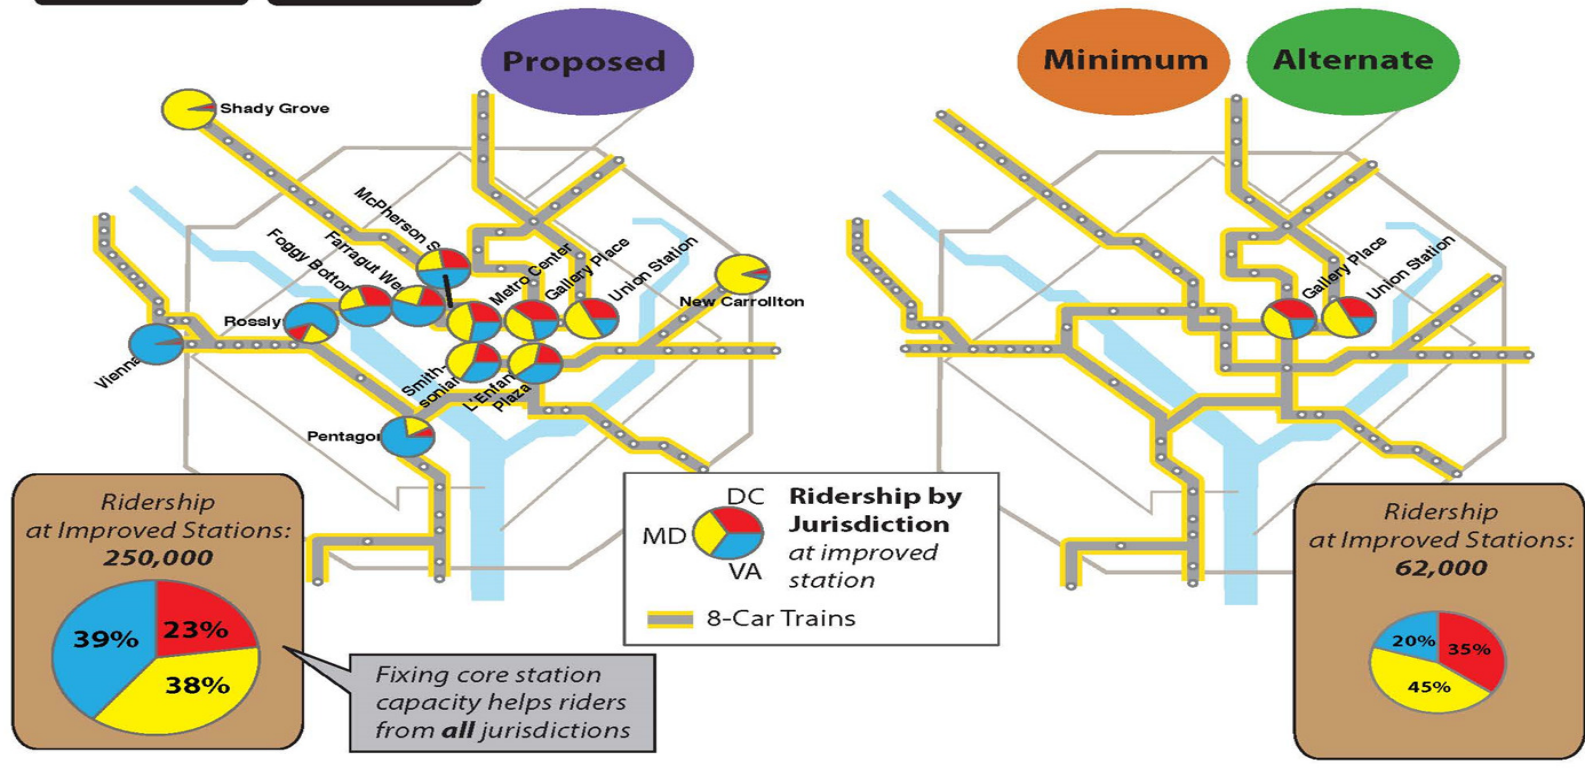 Proposed
Minimum
Alternate
Shady Grove
McPherson S
Farragut We
Foggy Botto
Metro Center
Gallery Place
Union Station
New Carrollton
Rossly
Vienna
Smith-
sonian
L'Enfan
Plaza
Pentago
Gallery Place
Union Station
Ridership
at Improved Stations:
250,000
39%
23%
38%
Fixing core station
capacity helps riders
from all jurisdictions
DC
MD
VA
Ridership by
Jurisdiction
at improved
station
8-Car Trains
Ridership
at Improved Stations:
62,000
20%
35%
45%